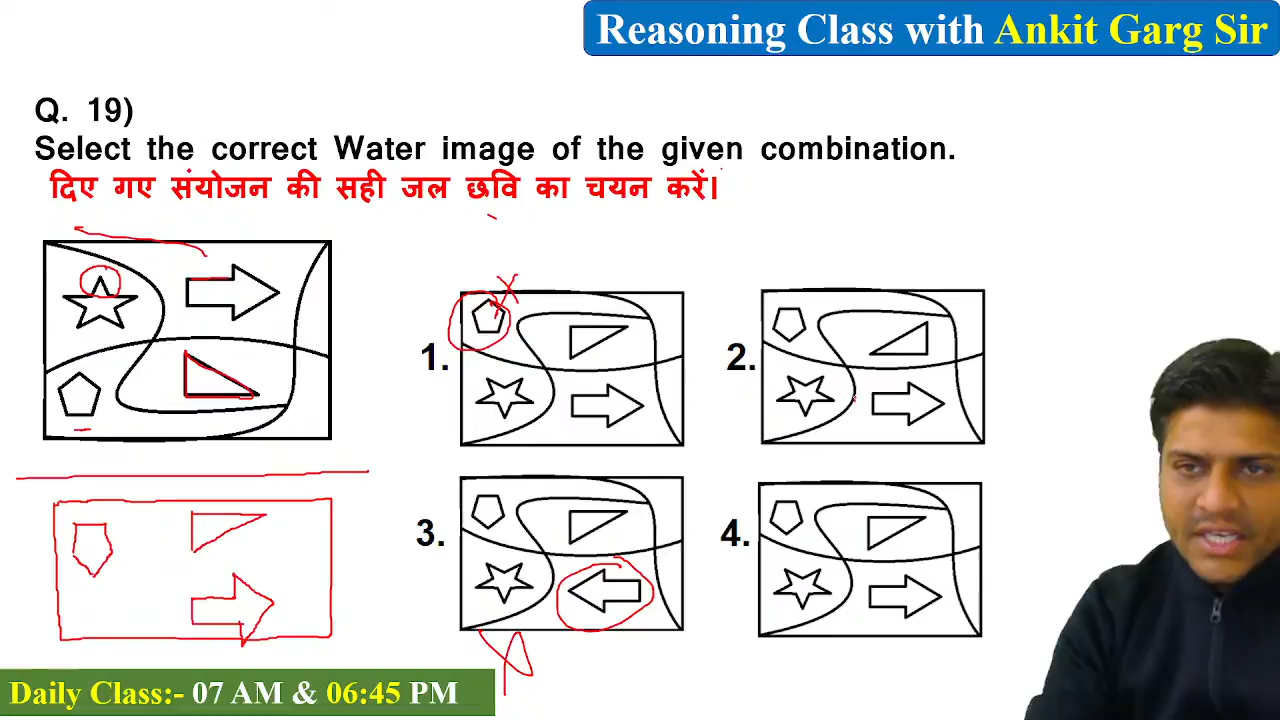 Reasoning Class with Ankit Garg Sir
Q. 19)
Select the correct Water image of the given combination.
दिए गए संयोजन की सही जल छवि का चयन करें।
1.
2.
3.
4.
Daily Class:- 07 AM & 06:45 PM